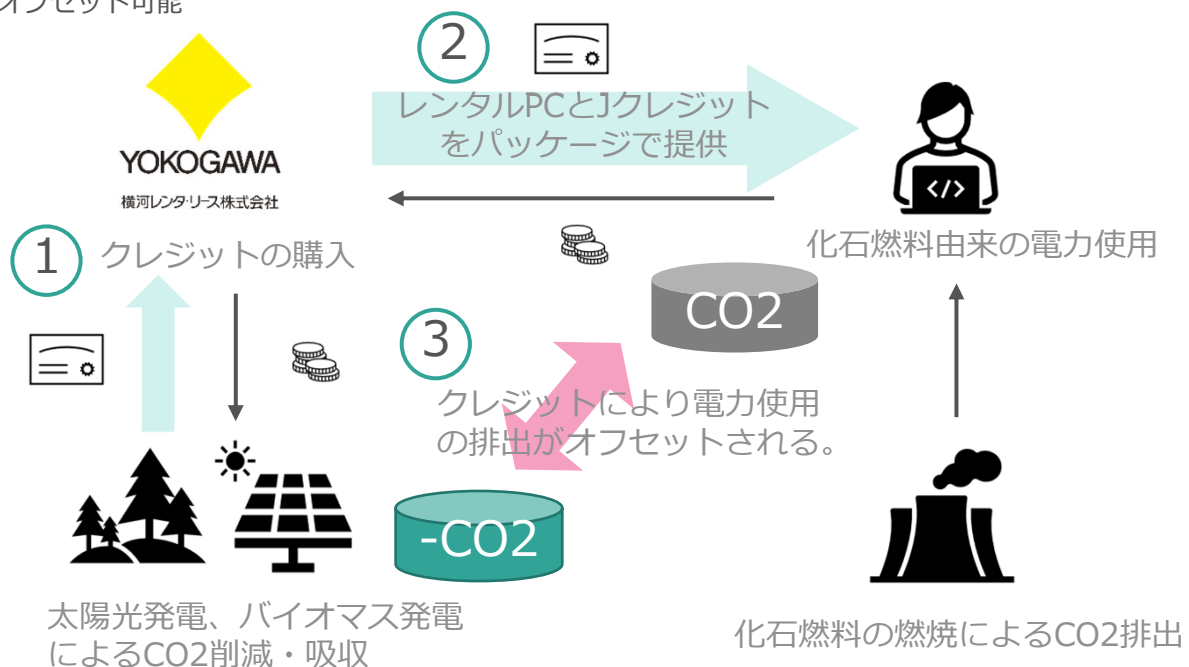 オフセット可能
2
レンタルPCとJクレジット
をパッケージで提供
YOKOGAWA
横河レンタ・リース株式会社
</>
1
クレジットの購入
化石燃料由来の電力使用
CO2
3
クレジットにより電力使用
の排出がオフセットされる。
-CO2
太陽光発電、バイオマス発電
によるCO2削減・吸収
化石燃料の燃焼によるCO2排出